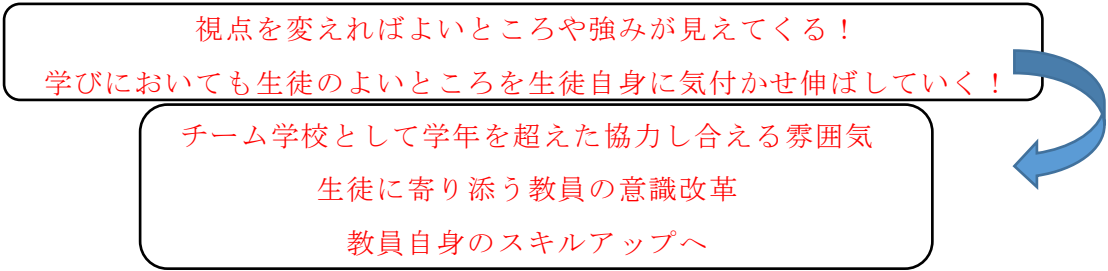 視点を変えればよいところや強みが見えてくる！
学びにおいても生徒のよいところを生徒自身に気付かせ伸ばしていく！
チーム学校として学年を超えた協力し合える雰囲気
生徒に寄り添う教員の意識改革
教員自身のスキルアップへ